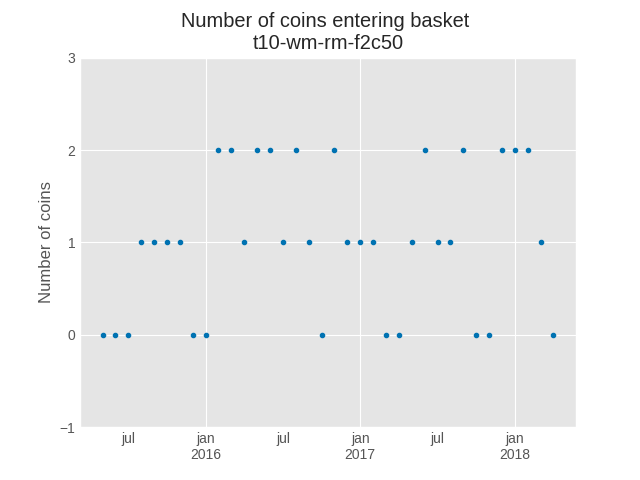 Number of coins entering basket
t10-wm-rm-f2c50
Number of coins
3
2
1
0
−1
jul
jan
2016
jul
jan
2017
jul
jan
2018